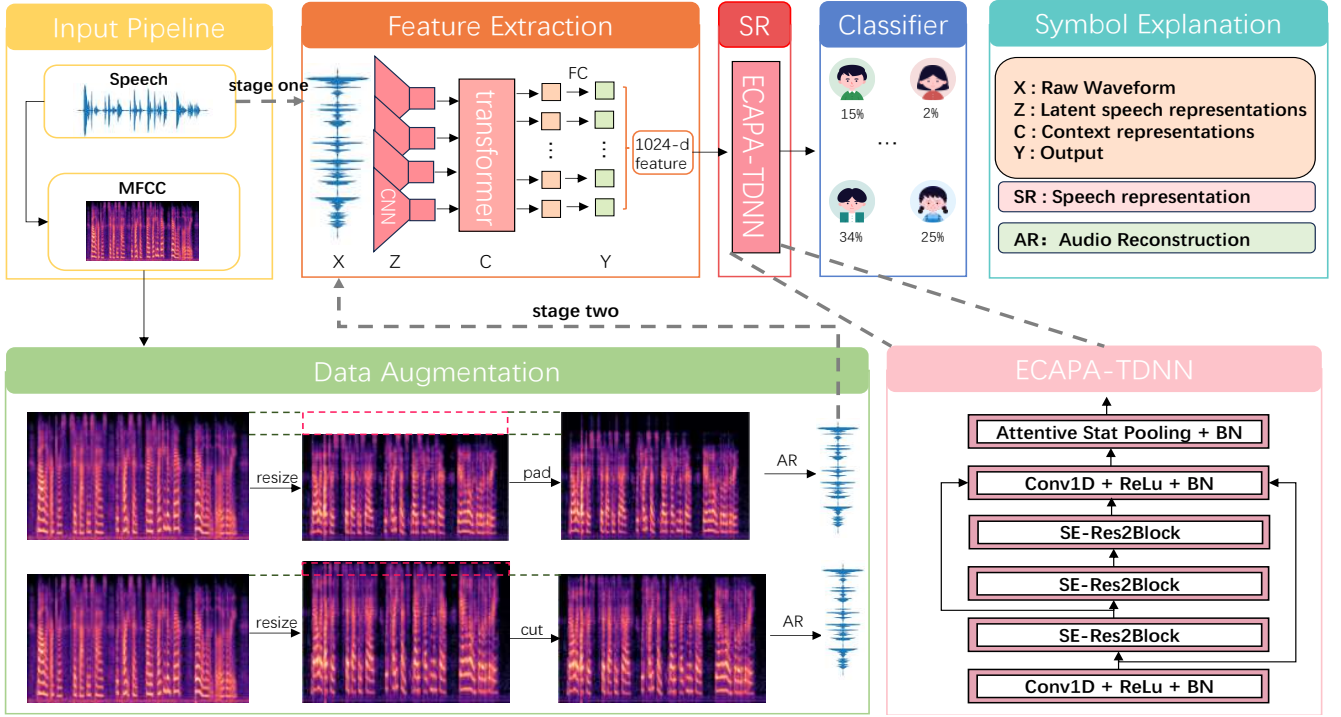 Input Pipeline
Speech
MFCC
stage one
Feature Extraction
CNN
transformer
FC
...
...
...
...
1024-d
feature
X
Z
C
Y
SR
ECAPA-TDNN
Classifier
15%
2%
...
34%
25%
Symbol Explanation
X : Raw Waveform
Z : Latent speech representations
C : Context representations
Y : Output
SR : Speech representation
AR: Audio Reconstruction
stage two
Data Augmentation
resize
pad
AR
resize
cut
AR
ECAPA-TDNN
Attentive Stat Pooling + BN
Conv1D + ReLu + BN
SE-Res2Block
SE-Res2Block
SE-Res2Block
Conv1D + ReLu + BN